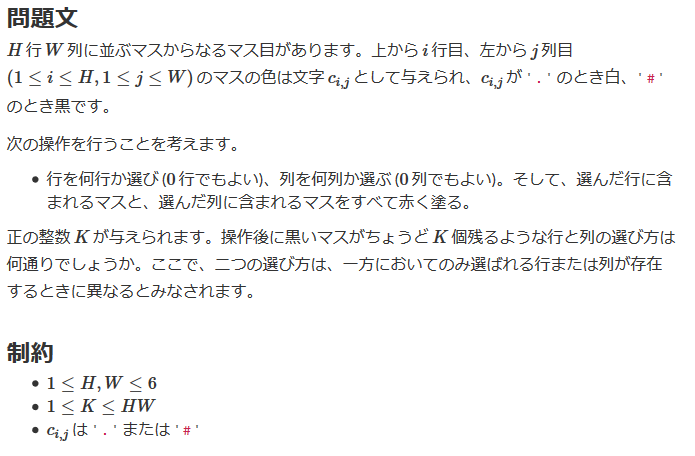 問題文
H 行 W 列に並ぶマスからなるマス目があります。上から i 行目、左から j 列目
(1 ≤ i ≤ H, 1 ≤ j ≤ W) のマスの色は文字 c_{i,j} として与えられ、c_{i,j} が '.' のとき白、'#'
のとき黒です。
次の操作を行うことを考えます。
• 行を何行か選び (0 行でもよい)、列を何列か選ぶ (0 列でもよい)。そして、選んだ行に含
まれるマスと、選んだ列に含まれるマスをすべて赤く塗る。
正の整数 K が与えられます。操作後に黒いマスがちょうど K 個残るような行と列の選び方は
何通りでしょうか。ここで、二つの選び方は、一方においてのみ選ばれる行または列が存在
するときに異なるとみなされます。
制約
• 1 ≤ H, W ≤ 6
• 1 ≤ K ≤ HW
• c_{i,j} は '.' または '#'